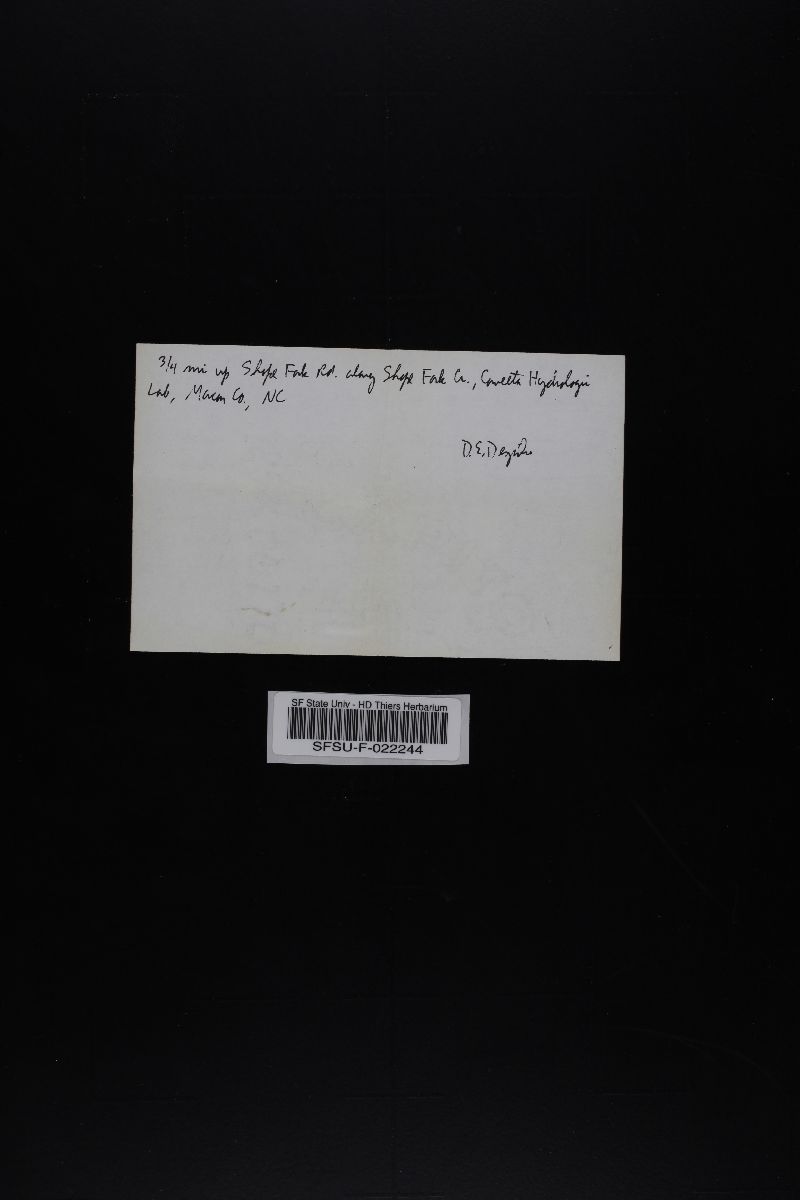 3/4 mi up Shope Fork Rd. along Shope Fork Cr., Coweeta Hydrologic
Lab, Macon Co., NC
D.E. Desjardin
SF State Univ - HD Thiers Herbarium
SFSU-F-022244